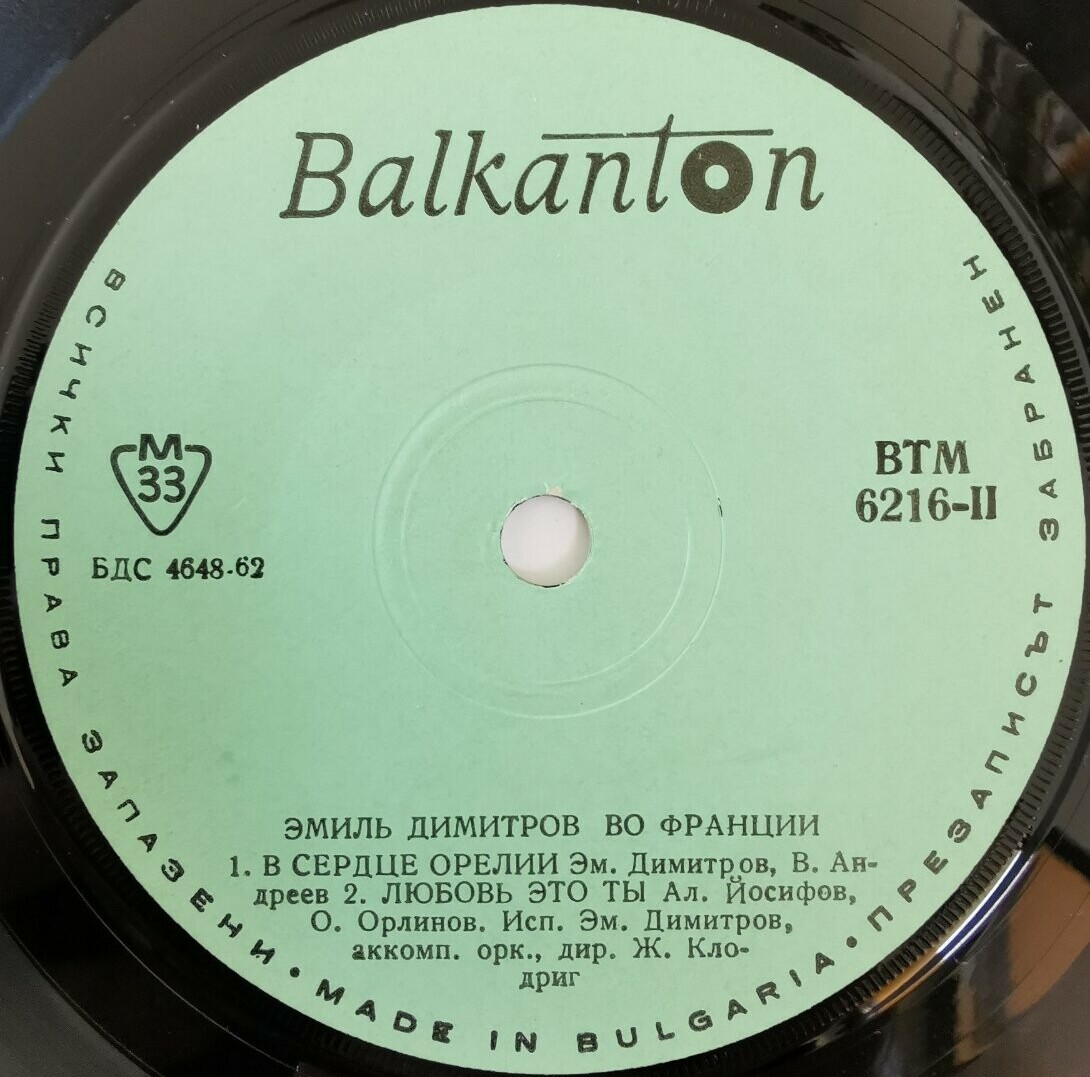 Balkanton
М
33
БДС 4648-62
ВТМ
6216-II
ЭМИЛЬ ДИМИТРОВ ВО ФРАНЦИИ
1. В СЕРДЦЕ ОРЕЛИИ Эм. Димитров, В. Ан-
дреев 2. ЛЮБОВЬ ЭТО ТЫ Ал. Йосифов,
О. Орлинов. Исп. Эм. Димитров,
аккомп. орк., дир. Ж. Кло-
дриг
ВСИЧКИ ПРАВА ЗАПАЗЕНИ • MADE IN BULGARIA • ПРЕЗАПИСЪТ ЗАБРАНЕН